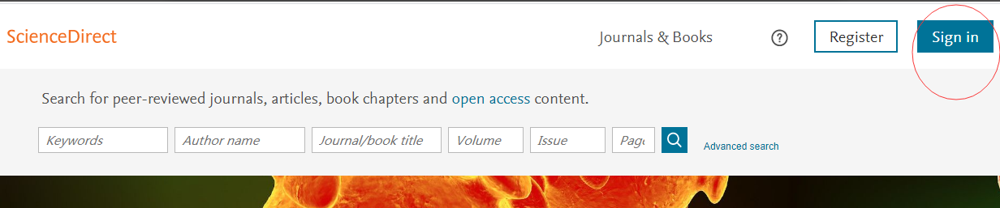 ScienceDirect
Journals & Books
?
Register
Sign in
Search for peer-reviewed journals, articles, book chapters and open access content.
Keywords
Author name
Journal/book title
Volume
Issue
Page
Advanced search